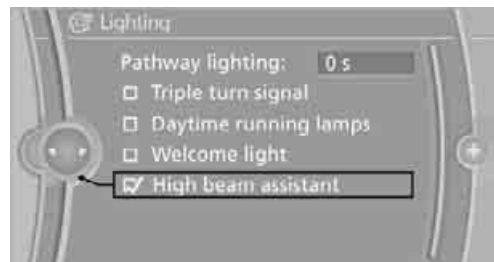 Lighting
Pathway lighting: 0 s
Triple turn signal
Daytime running lamps
Welcome light
High beam assistant